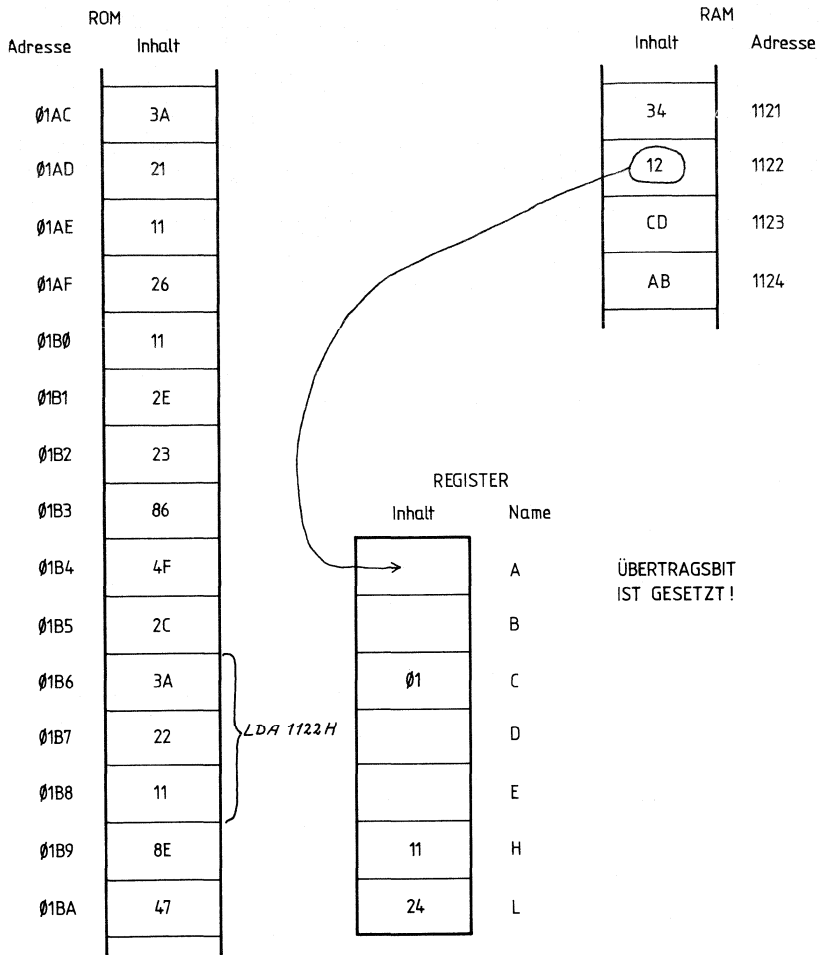 ROM
Adresse Inhalt
Ø1AC 3A
Ø1AD 21
Ø1AE 11
Ø1AF 26
Ø1BØ 11
Ø1B1 2E
Ø1B2 23
Ø1B3 86
Ø1B4 4F
Ø1B5 2C
Ø1B6 3A
Ø1B7 22
Ø1B8 11
Ø1B9 8E
Ø1BA 47
LDA 1122H
RAM
Inhalt Adresse
34 1121
12 1122
CD 1123
AB 1124
REGISTER
Inhalt Name
A
B
Ø1 C
D
E
11 H
24 L
ÜBERTRAGSBIT
IST GESETZT!